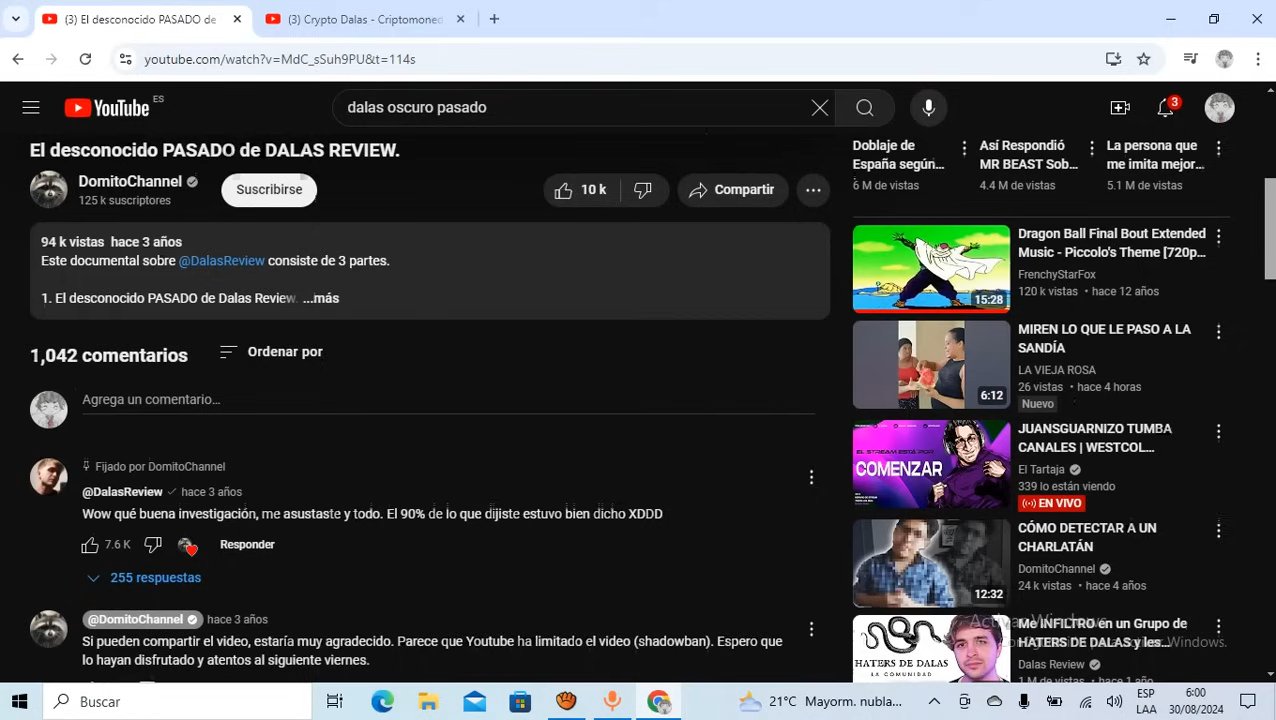 (3) El desconocido PASADO de
(3) Crypto Dalas - Criptomoned
youtube.com/watch?v=MdC_sSuh9PU&t=114s
YouTube ES
dalas oscuro pasado
3
El desconocido PASADO de DALAS REVIEW.
DomitoChannel
125 k suscriptores
Suscribirse
10 k
Compartir
94 k vistas hace 3 años
Este documental sobre @DalasReview consiste de 3 partes.
1. El desconocido PASADO de Dalas Review. ...más
1,042 comentarios
Ordenar por
Agrega un comentario...
Fijado por DomitoChannel
@DalasReview hace 3 años
Wow qué buena investigación, me asustaste y todo. El 90% de lo que dijiste estuvo bien dicho XDDD
7.6 K
Responder
255 respuestas
@DomitoChannel hace 3 años
Si pueden compartir el video, estaría muy agradecido. Parece que Youtube ha limitado el video (shadowban). Espero que
lo hayan disfrutado y atentos al siguiente viernes.
Doblaje de
España según...
6 M de vistas
Así Respondió
MR BEAST Sob...
4.4 M de vistas
La persona que
me imita mejor...
5.1 M de vistas
15:28
Dragon Ball Final Bout Extended
Music - Piccolo's Theme [720p...
FrenchyStarFox
120 k vistas • hace 12 años
6:12
MIREN LO QUE LE PASO A LA
SANDÍA
LA VIEJA ROSA
26 vistas • hace 4 horas
Nuevo
EL STREAM ESTÁ POR
COMENZAR
JUANSGUARNIZO TUMBA
CANALES | WESTCOL...
El Tartaja
339 lo están viendo
EN VIVO
12:32
CÓMO DETECTAR A UN
CHARLATÁN
DomitoChannel
24 k vistas • hace 4 años
HATERS DE DALAS
LA COMUNIDAD
Me INFILTRO en un Grupo de
HATERS DE DALAS y les...
Dalas Review
1 M de vistas • hace 1 año
Buscar
21°C Mayorm. nubla...
ESP
LAA
6:00
30/08/2024